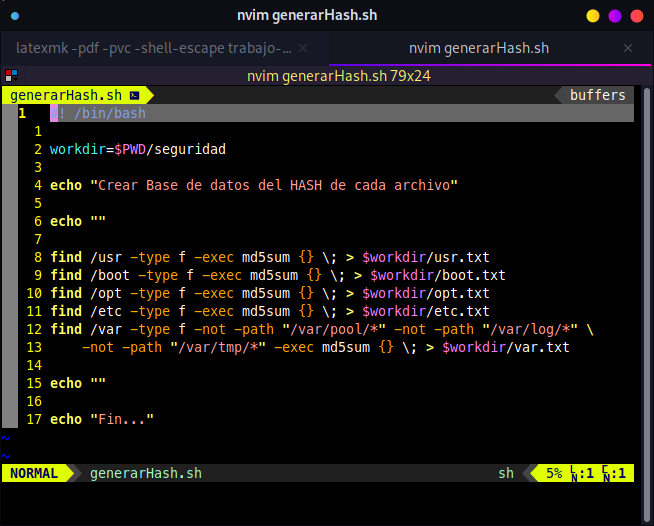 nvim generarHash.sh
latexmk -pdf -pvc -shell-escape trabajo-... ×
nvim generarHash.sh ×
nvim generarHash.sh 79x24
generarHash.sh buffers
1 #! /bin/bash
1
2 workdir=$PWD/seguridad
3
4 echo "Crear Base de datos del HASH de cada archivo"
5
6 echo ""
7
8 find /usr -type f -exec md5sum {} \; > $workdir/usr.txt
9 find /boot -type f -exec md5sum {} \; > $workdir/boot.txt
10 find /opt -type f -exec md5sum {} \; > $workdir/opt.txt
11 find /etc -type f -exec md5sum {} \; > $workdir/etc.txt
12 find /var -type f -not -path "/var/pool/*" -not -path "/var/log/*" \
13     -not -path "/var/tmp/*" -exec md5sum {} \; > $workdir/var.txt
14
15 echo ""
16
17 echo "Fin..."
~
~
NORMAL generarHash.sh sh 5% LN:1 CN:1